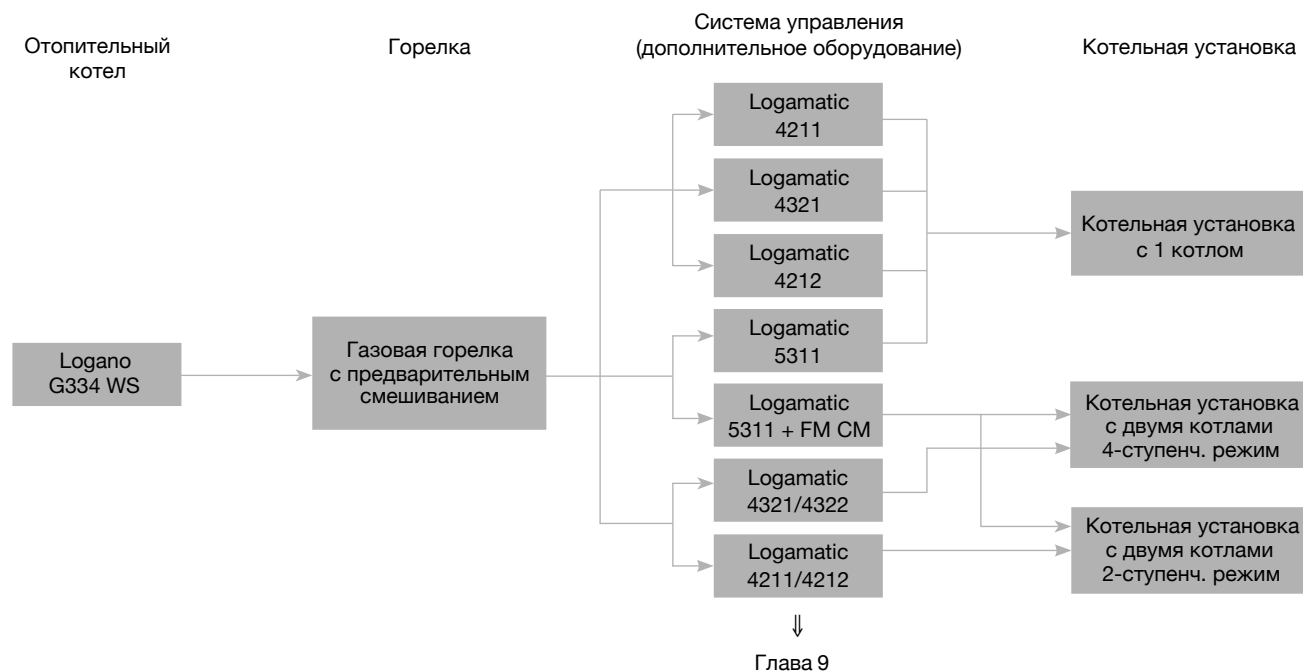 Отопительный
котел
Горелка
Система управления
(дополнительное оборудование)
Котельная установка
Logano
G334 WS
Газовая горелка
с предварительным
смешиванием
Logamatic
4211
Logamatic
4321
Logamatic
4212
Logamatic
5311
Logamatic
5311 + FM CM
Logamatic
4321/4322
Logamatic
4211/4212
Котельная установка
с 1 котлом
Котельная установка
с двумя котлами
4-ступенч. режим
Котельная установка
с двумя котлами
2-ступенч. режим
⇓
Глава 9